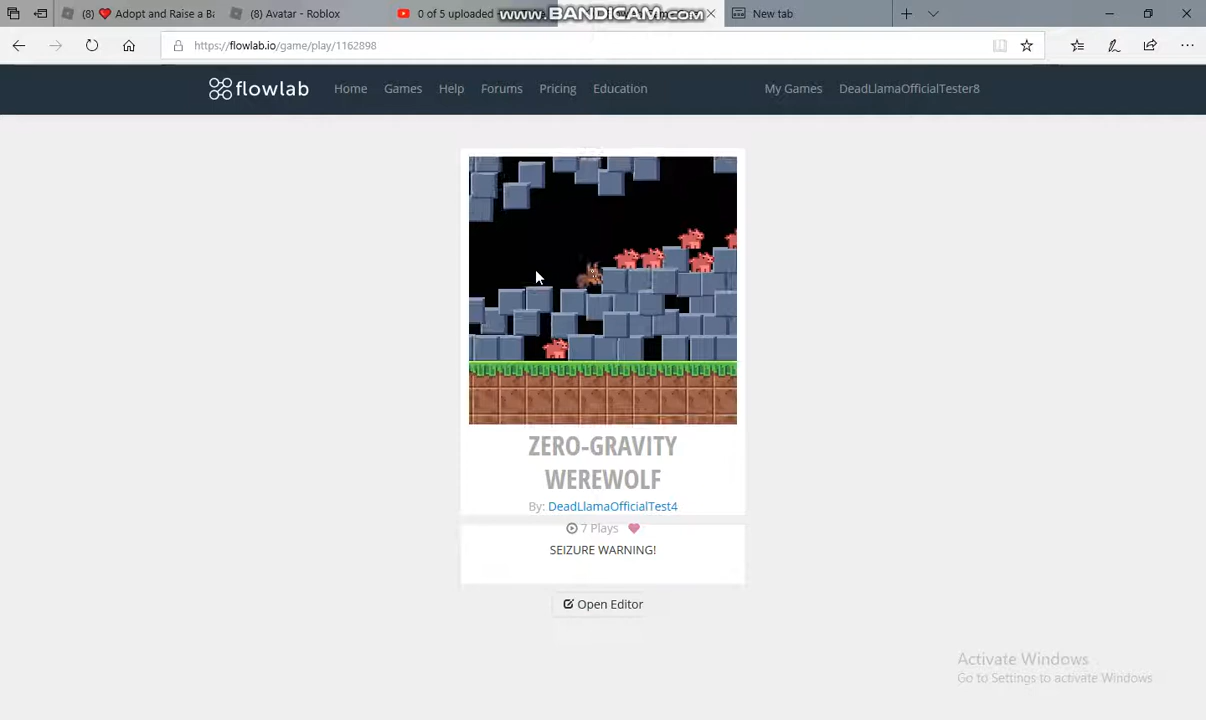 (8) ❤ Adopt and Raise a Ba
(8) Avatar - Roblox
0 of 5 uploaded
www.BANDICAM.com
New tab
https://flowlab.io/game/play/1162898
flowlab
Home
Games
Help
Forums
Pricing
Education
My Games
DeadLlamaOfficialTester8
ZERO-GRAVITY
WEREWOLF
By: DeadLlamaOfficialTest4
7 Plays
SEIZURE WARNING!
Open Editor
Activate Windows
Go to Settings to activate Windows